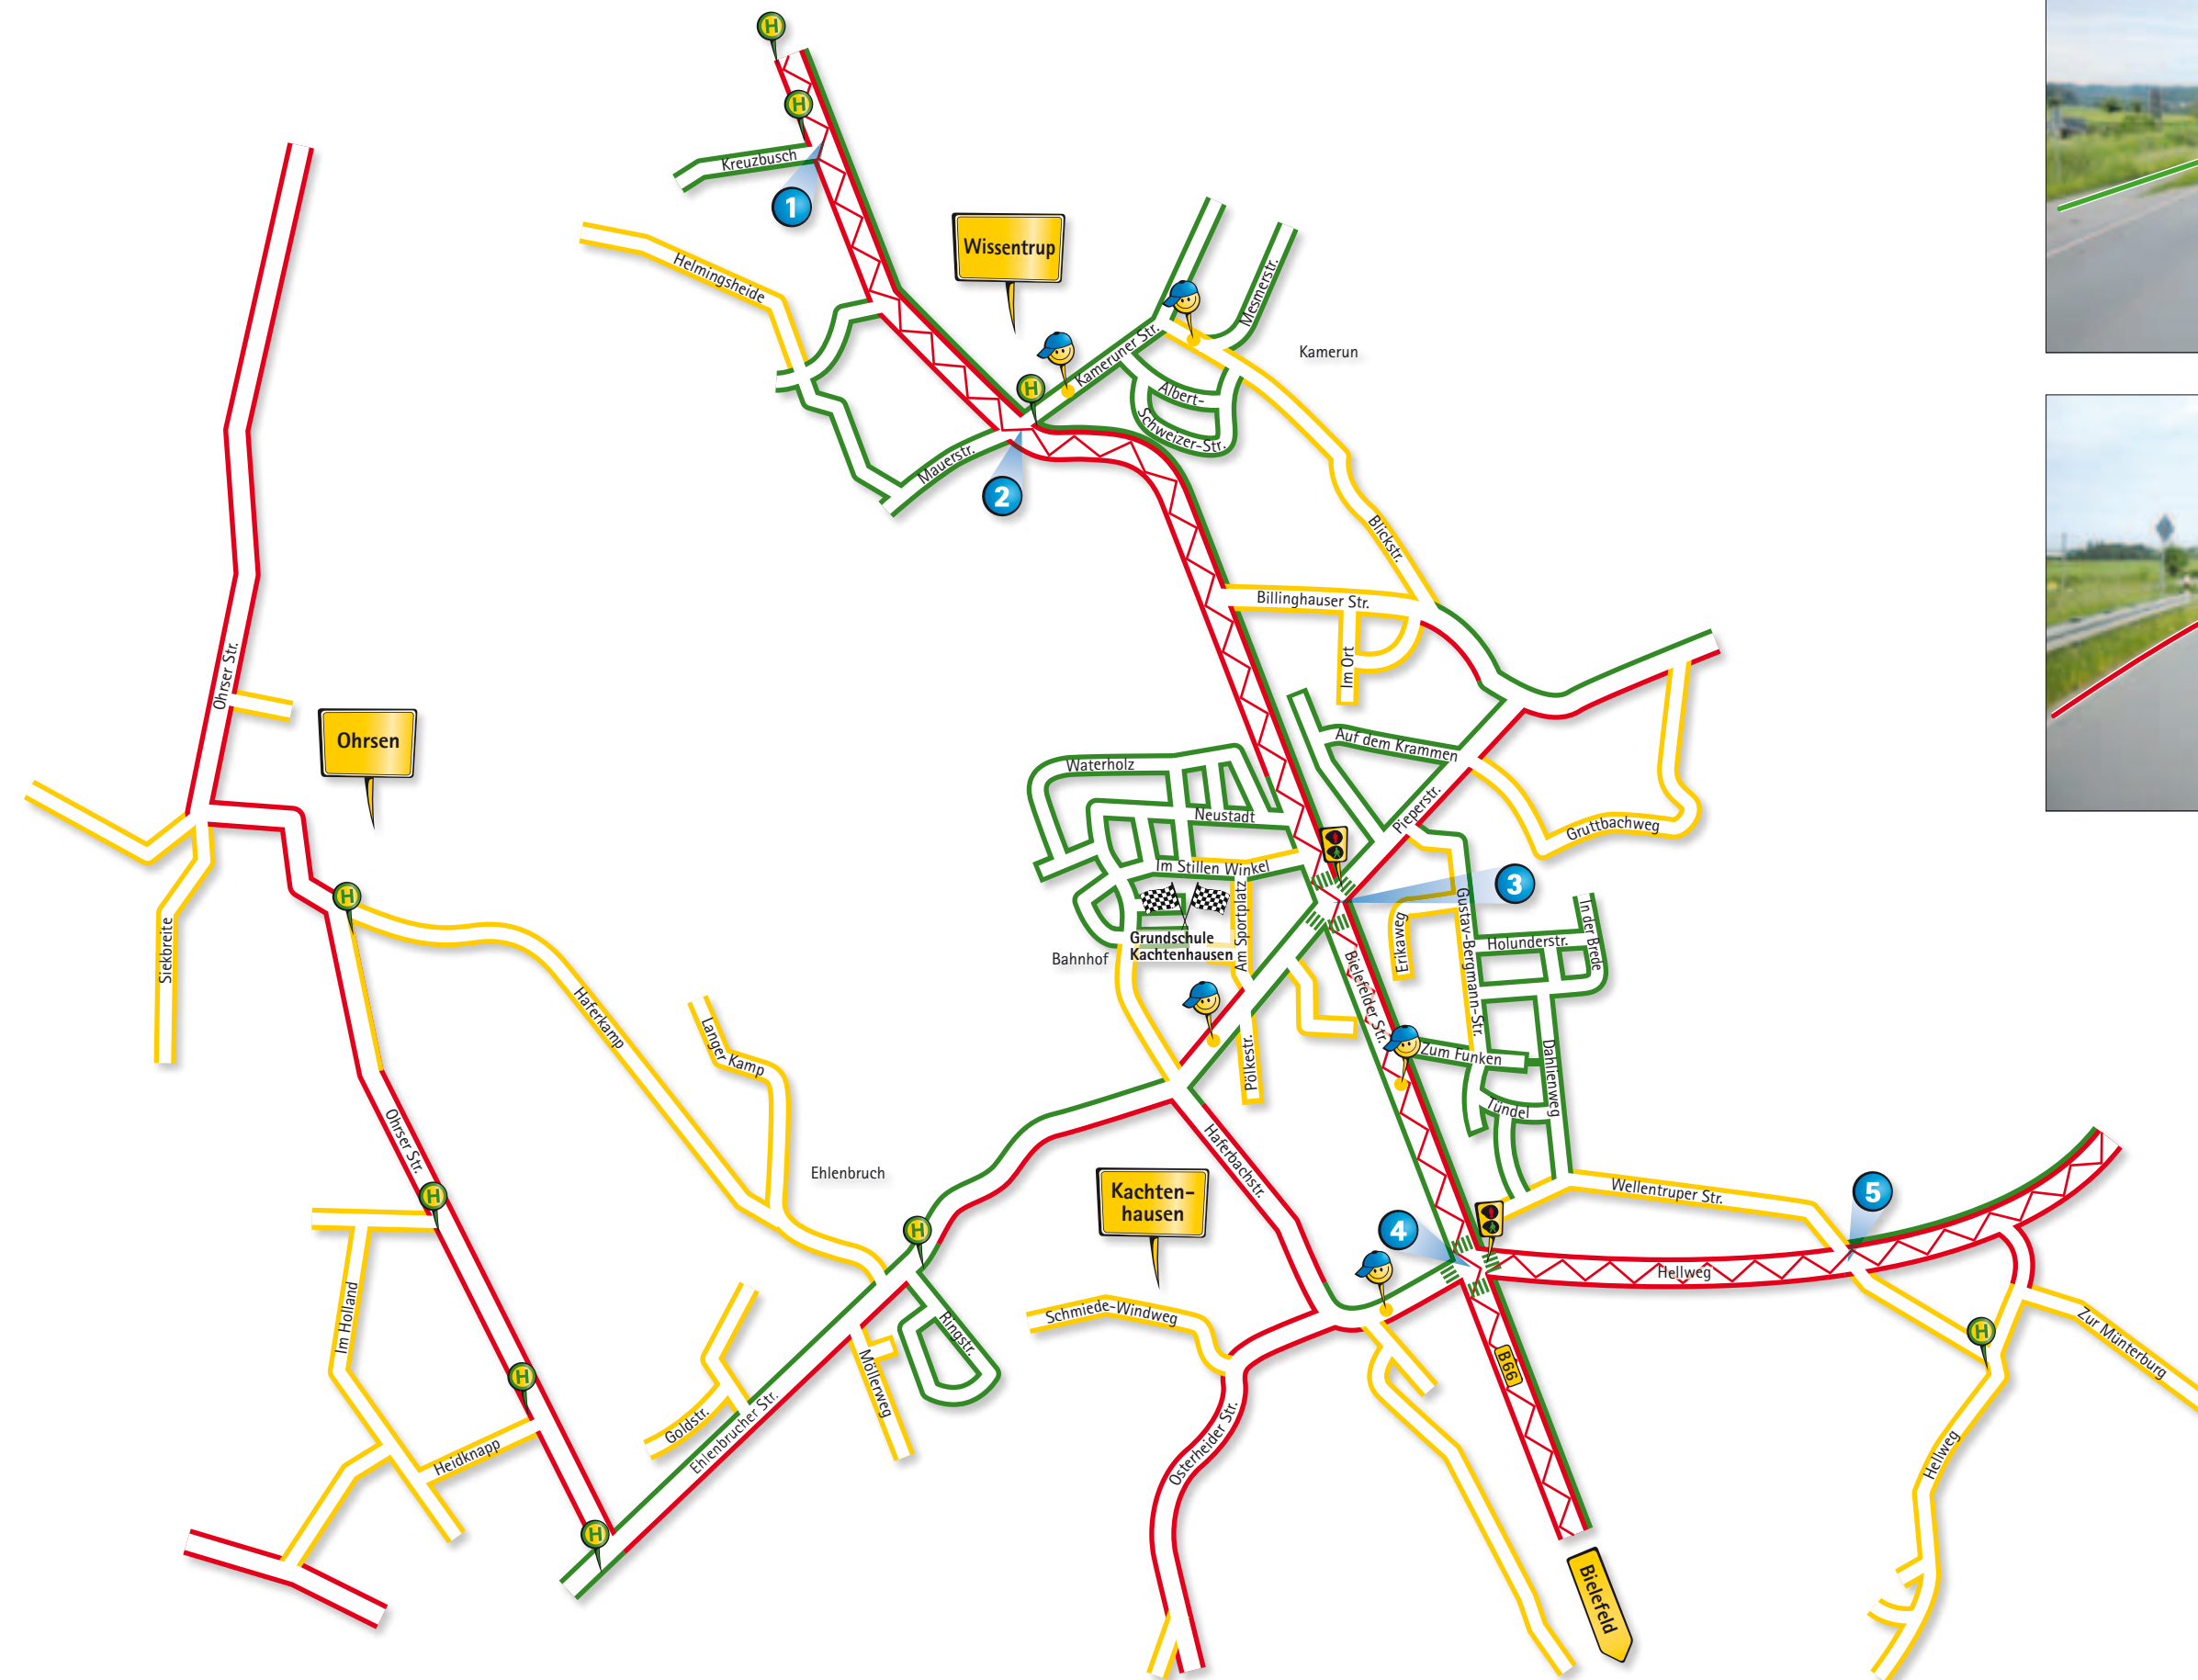 H
H
Kreuzbusch
1
Wissentrup
Helmingsheide
Mesmerstr.
Kameruner Str.
Kamerun
H
Albert-
Schweizer-Str.
Mauerstr.
2
Blickstr.
Billinghauser Str.
Im Ort
Ohrser Str.
Ohrsen
Auf dem Krammen
Waterholz
Neustadt
Pieperstr.
Gruttbachweg
Im Stillen Winkel
3
H
Grundschule
Kachtenhausen
Bahnhof
Am Sportplatz
Erikaweg
Gustav-Bergmann-Str.
Holunderstr.
In der Brede
Siekbreite
Haferkamp
Langer Kamp
Bielefelder Str.
Pölkestr.
Zum Funken
Dahlienweg
Tündel
Ohrser Str.
Ehlenbruch
Haferbachstr.
Kachten-
hausen
H
H
Wellentruper Str.
5
4
Hellweg
Im Holland
Schmiede-Windweg
Ringstr.
Möllerweg
H
Zur Münterburg
H
B66
Goldstr.
Ehlenbrucher Str.
Heidknapp
Osterheider Str.
Hellweg
H
Bielefeld